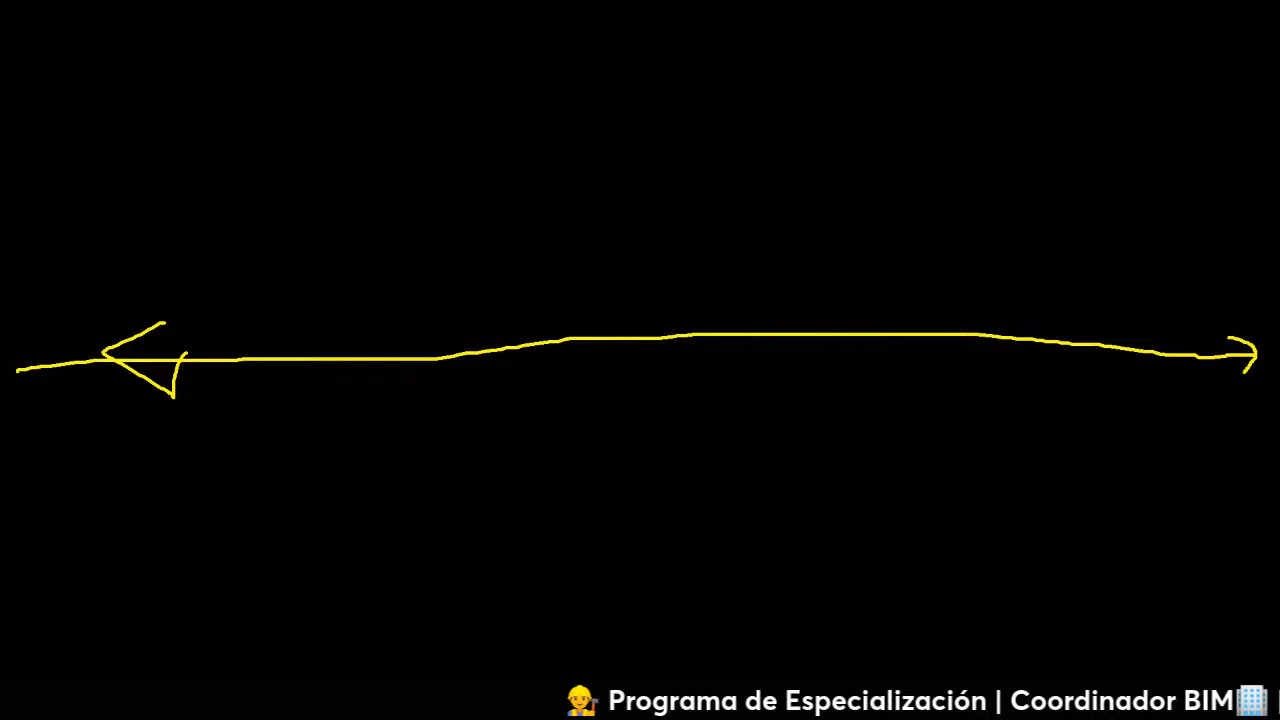 👷 Programa de Especialización | Coordinador BIM🏢